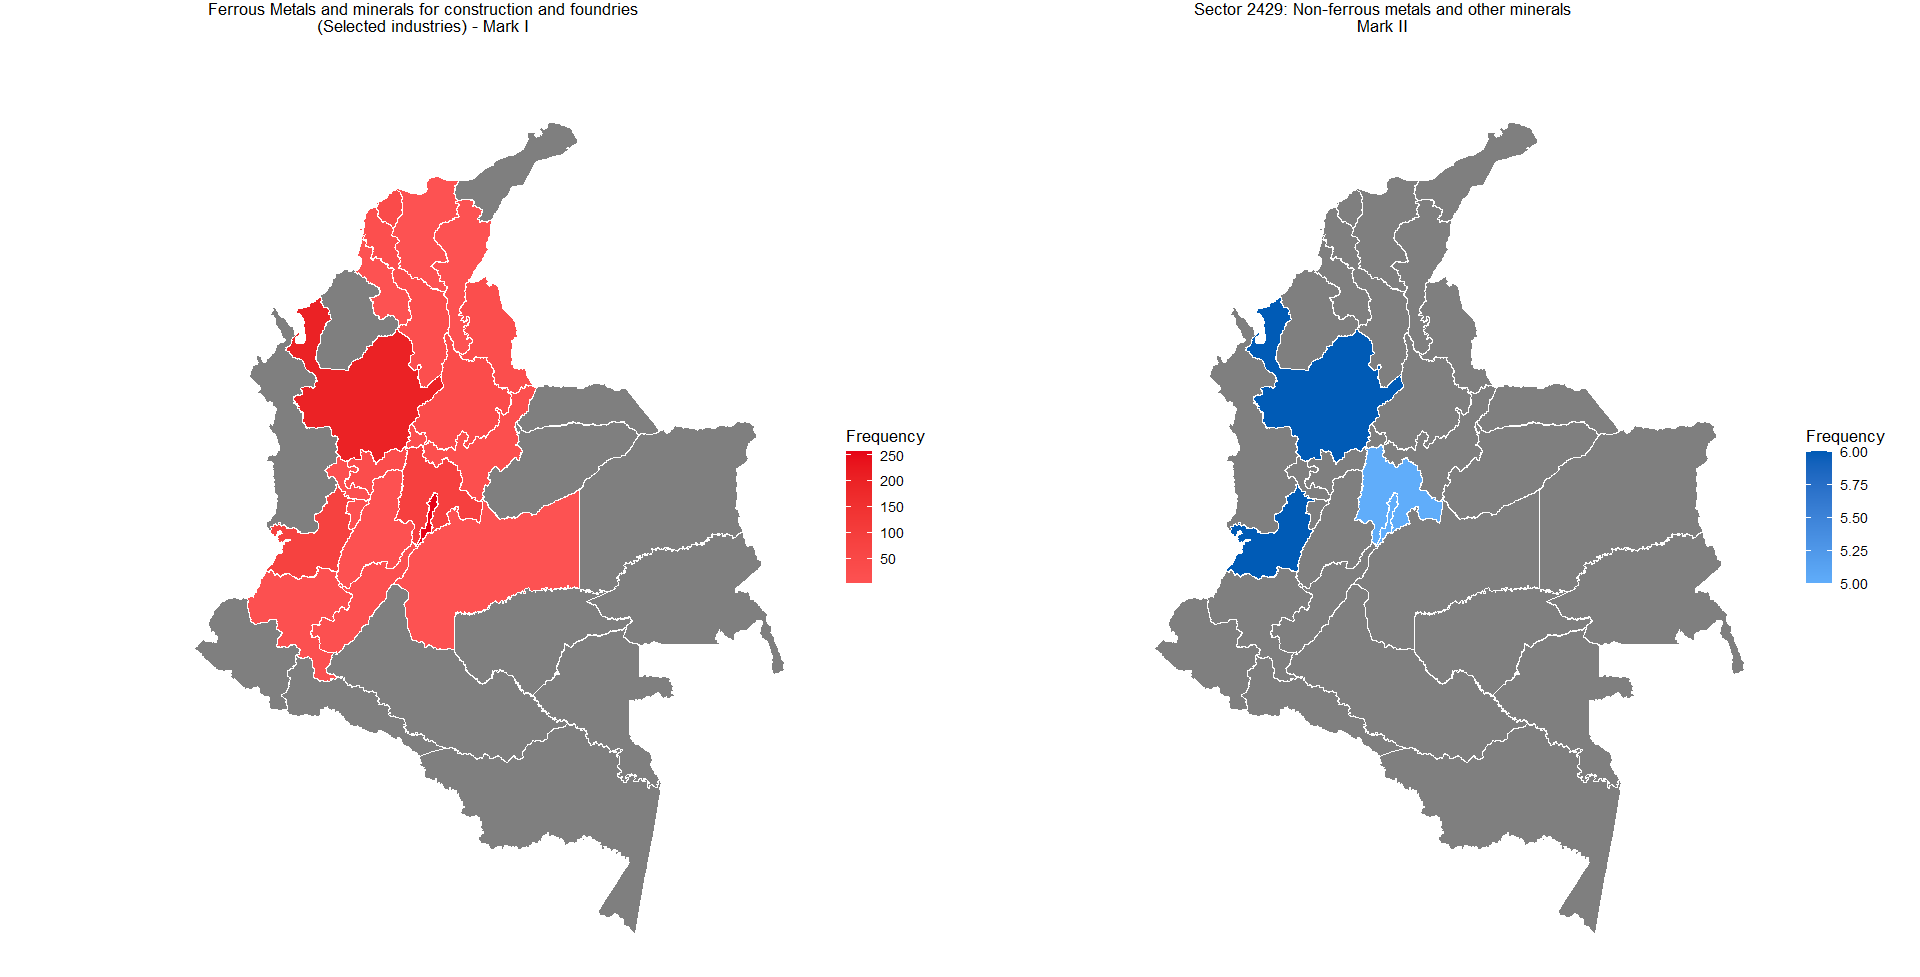 Ferrous Metals and minerals for construction and foundries
(Selected industries) - Mark I
Sector 2429: Non-ferrous metals and other minerals
Mark II
Frequency
250
200
150
100
50
Frequency
6.00
5.75
5.50
5.25
5.00